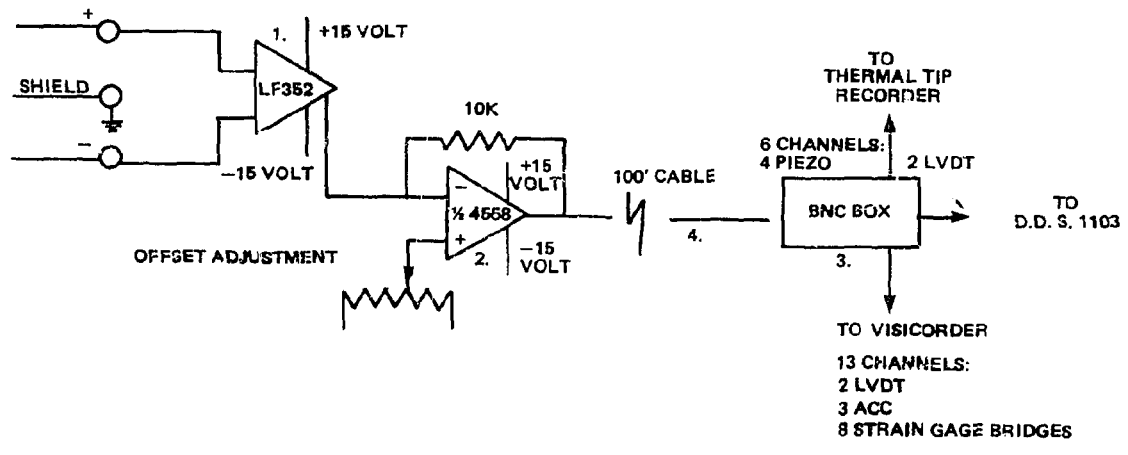 +
1.
+15 VOLT
SHIELD
LF352
–
–15 VOLT
10K
–
½ 4558
+
2.
+15
VOLT
–15
VOLT
OFFSET ADJUSTMENT
100' CABLE
4.
TO
THERMAL TIP
RECORDER
6 CHANNELS:
4 PIEZO
2 LVDT
BNC BOX
3.
TO
D.D. S. 1103
TO VISICORDER
13 CHANNELS:
2 LVDT
3 ACC
8 STRAIN GAGE BRIDGES